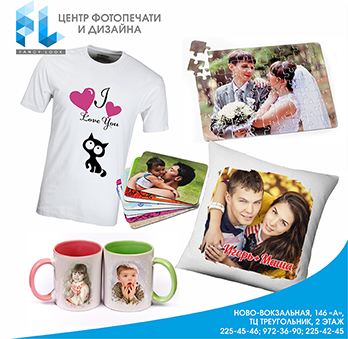 ЦЕНТР ФОТОПЕЧАТИ
И ДИЗАЙНА
FANCY LOOK
I
Love You
Игорь + Маша
НОВО-ВОКЗАЛЬНАЯ, 146 «А»,
ТЦ ТРЕУГОЛЬНИК, 2 ЭТАЖ
225-45-46; 972-36-90; 225-42-45